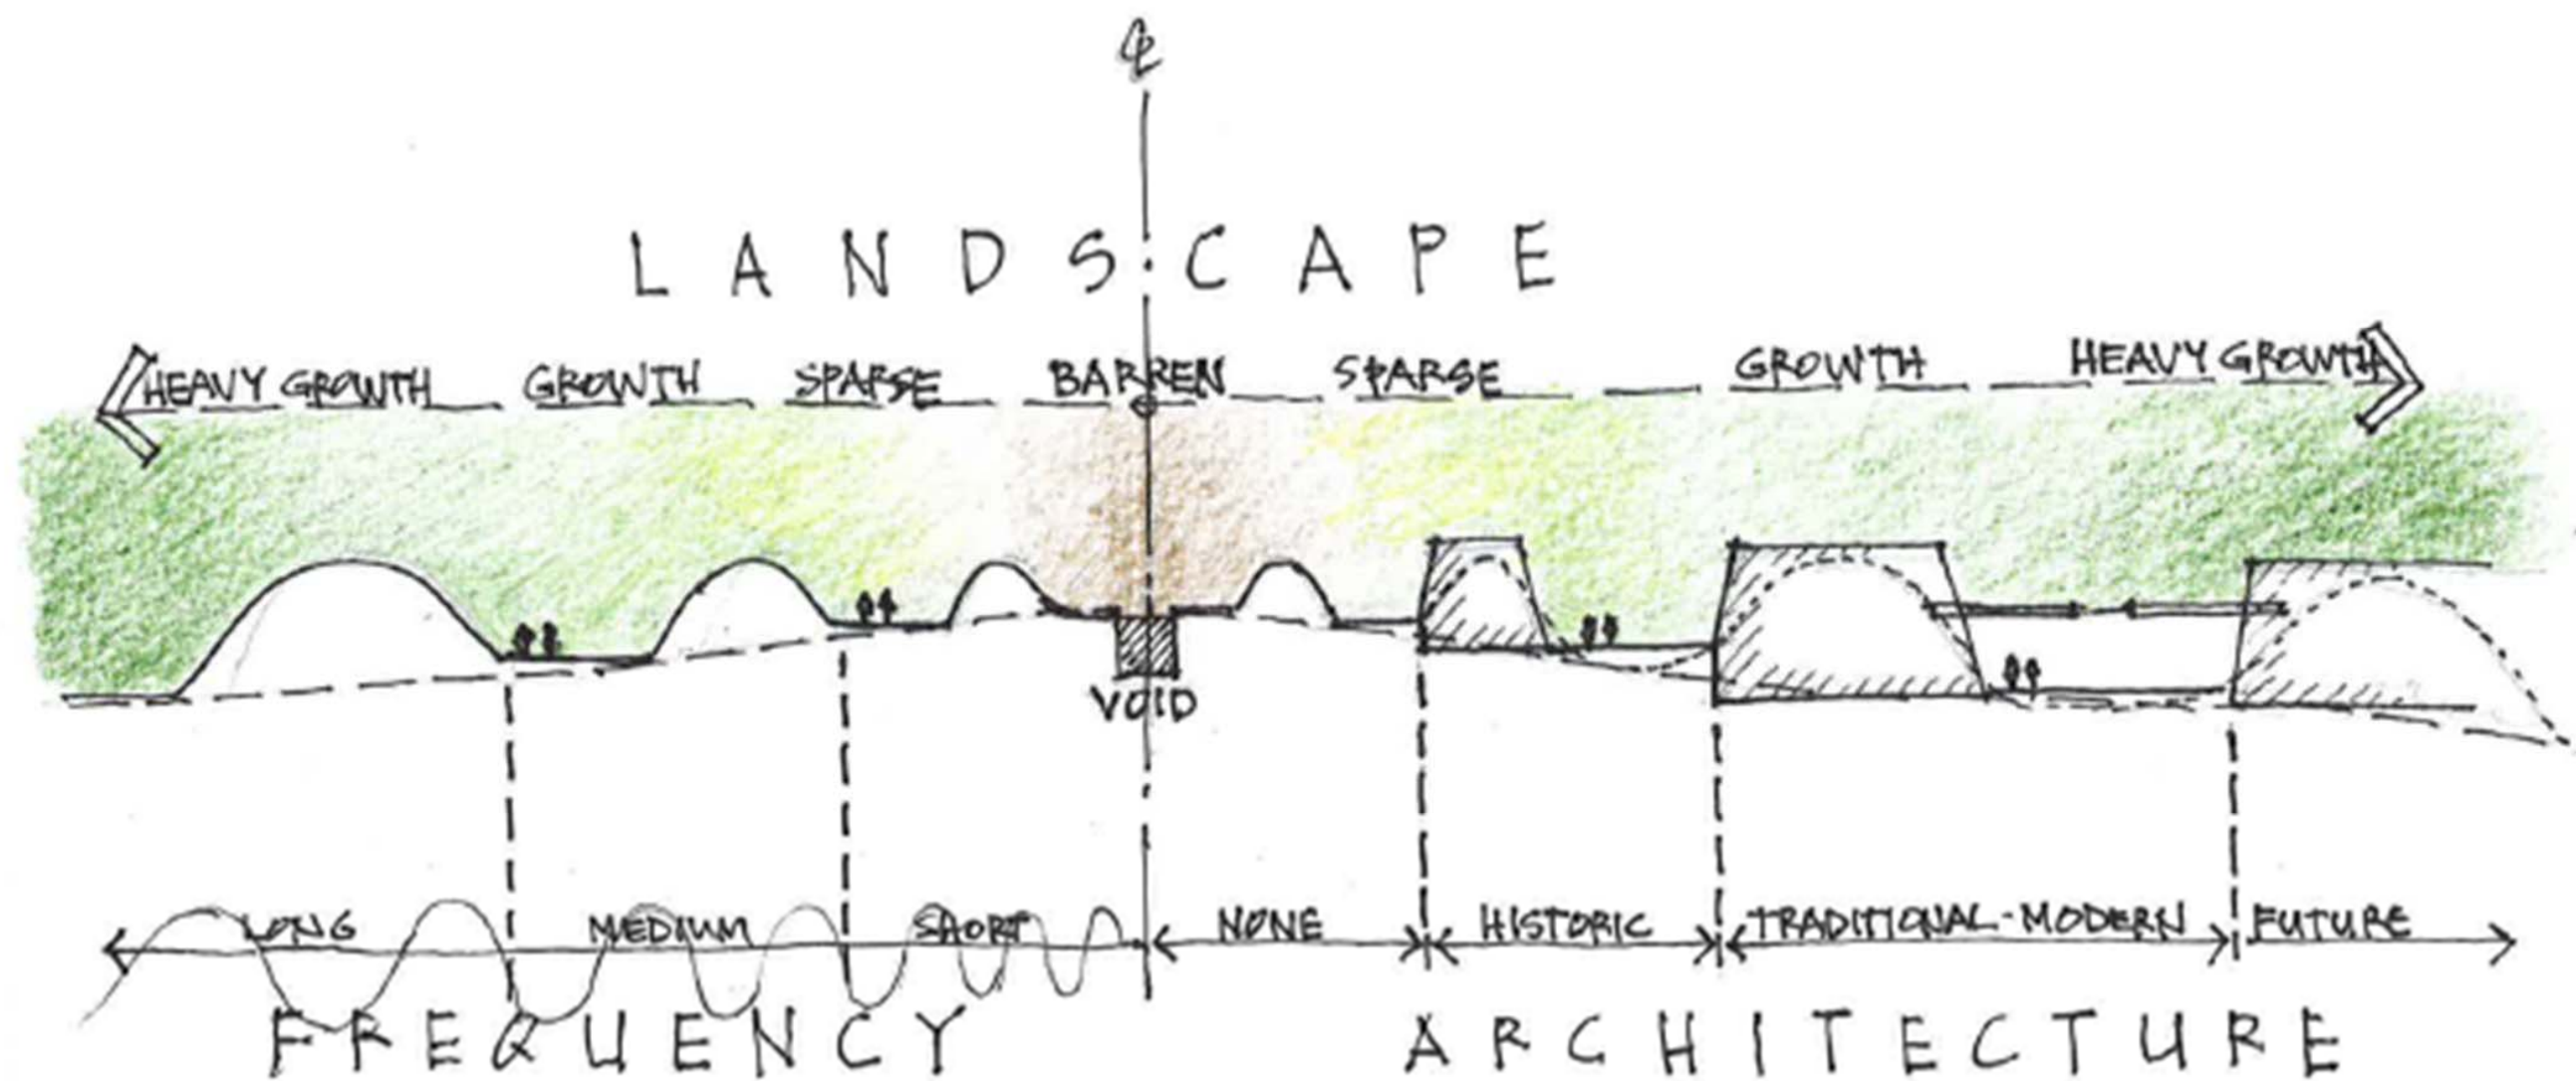 ℄
LANDSCAPE
HEAVY GROWTH GROWTH SPARSE BARREN SPARSE GROWTH HEAVY GROWTH
VOID
LONG MEDIUM SHORT NONE HISTORIC TRADITIONAL-MODERN FUTURE
FREQUENCY ARCHITECTURE